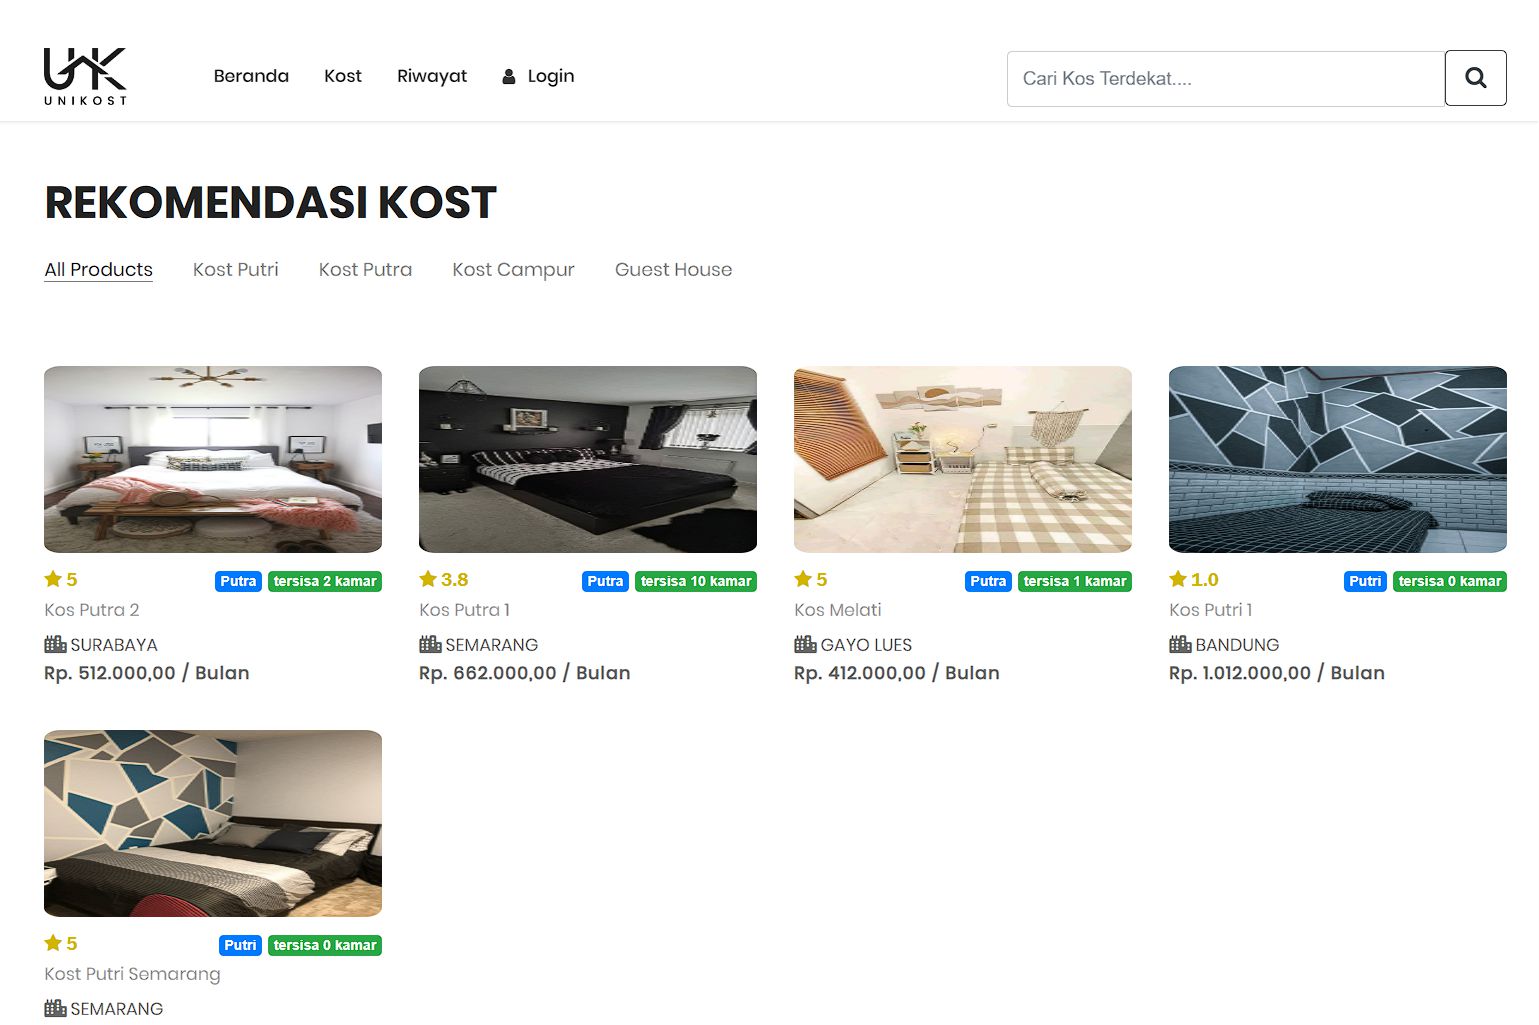 UNIKOST
Beranda Kost Riwayat Login
Cari Kos Terdekat....
REKOMENDASI KOST
All Products Kost Putri Kost Putra Kost Campur Guest House
5 Putra tersisa 2 kamar
Kos Putra 2
SURABAYA
Rp. 512.000,00 / Bulan
3.8 Putra tersisa 10 kamar
Kos Putra 1
SEMARANG
Rp. 662.000,00 / Bulan
5 Putra tersisa 1 kamar
Kos Melati
GAYO LUES
Rp. 412.000,00 / Bulan
1.0 Putri tersisa 0 kamar
Kos Putri 1
BANDUNG
Rp. 1.012.000,00 / Bulan
5 Putri tersisa 0 kamar
Kost Putri Semarang
SEMARANG